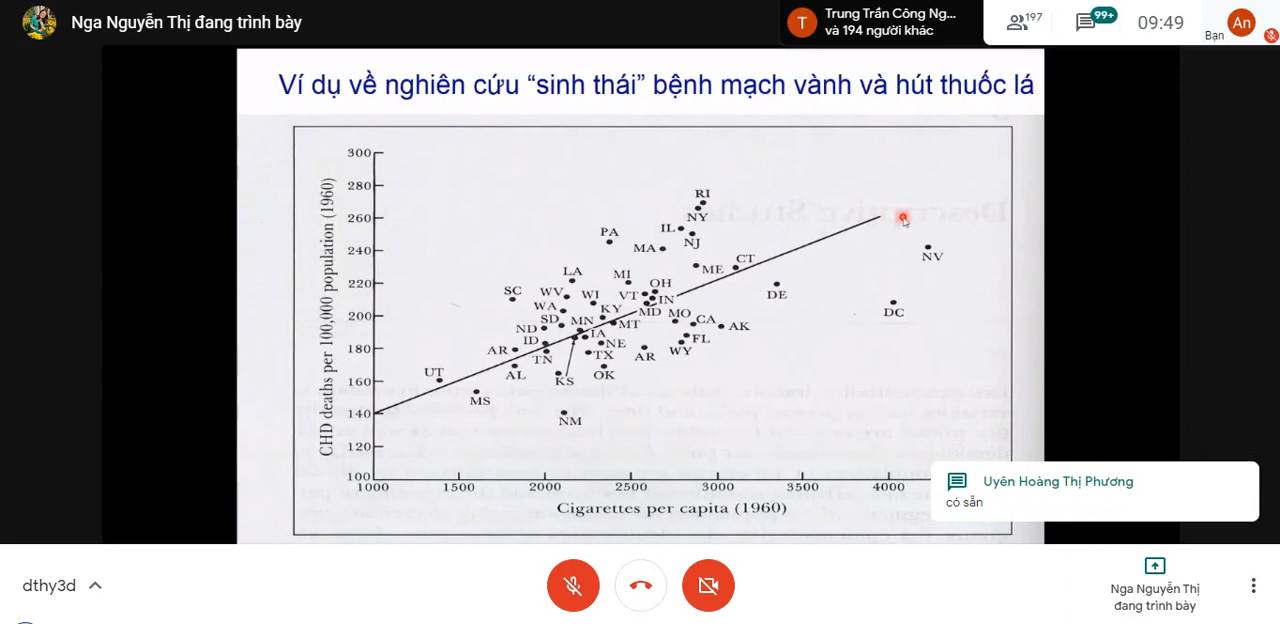 Nga Nguyễn Thị đang trình bày
T
Trung Trần Công Ng...
và 194 người khác
197
99+
09:49
Bạn
An
Ví dụ về nghiên cứu “sinh thái” bệnh mạch vành và hút thuốc lá
CHD deaths per 100,000 population (1960)
300
280
260
240
220
200
180
160
140
120
100
RI
NY
IL
NJ
PA
MA
CT
ME
NV
LA
MI
OH
DE
SC
WV
WI
VT
IN
DC
WA
KY
MD
MO
SD
MN
MT
CA
AK
ND
IA
FL
ID
NE
WY
AR
TN
TX
AR
UT
AL
KS
OK
MS
NM
1000
1500
2000
2500
3000
3500
4000
Cigarettes per capita (1960)
Uyên Hoàng Thị Phương
có sẵn
dthy3d
Nga Nguyễn Thị
đang trình bày